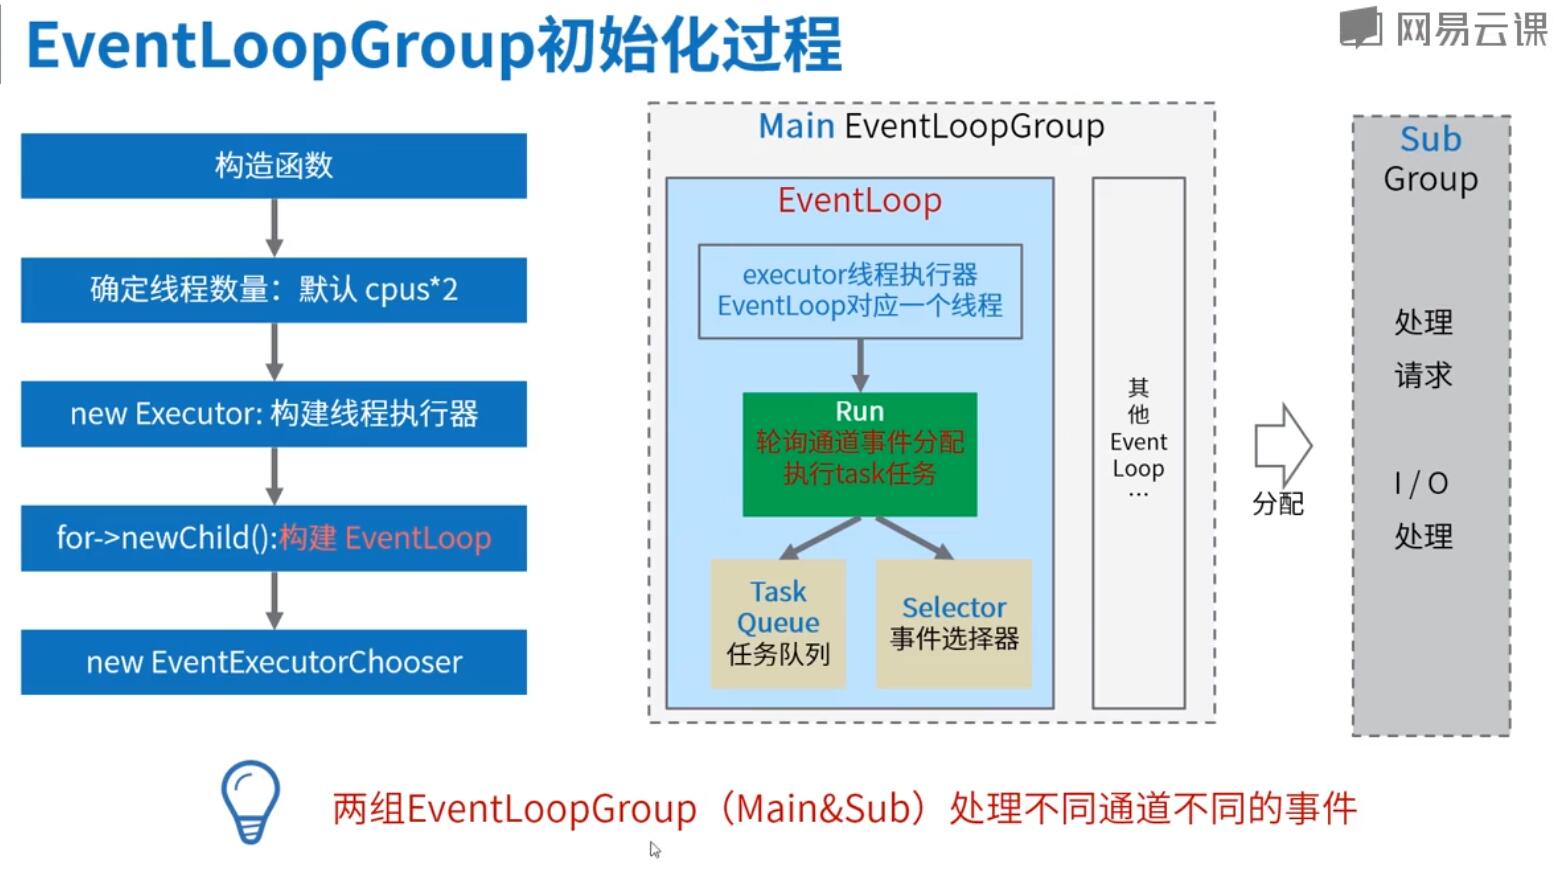 EventLoopGroup初始化过程
网易云课
构造函数
确定线程数量：默认 cpus*2
new Executor: 构建线程执行器
for->newChild():构建 EventLoop
new EventExecutorChooser
Main EventLoopGroup
EventLoop
executor线程执行器
EventLoop对应一个线程
Run
轮询通道事件分配
执行task任务
Task
Queue
任务队列
Selector
事件选择器
其
他
Event
Loop
...
分配
Sub
Group
处理
请求
I / O
处理
两组EventLoopGroup（Main&Sub）处理不同通道不同的事件